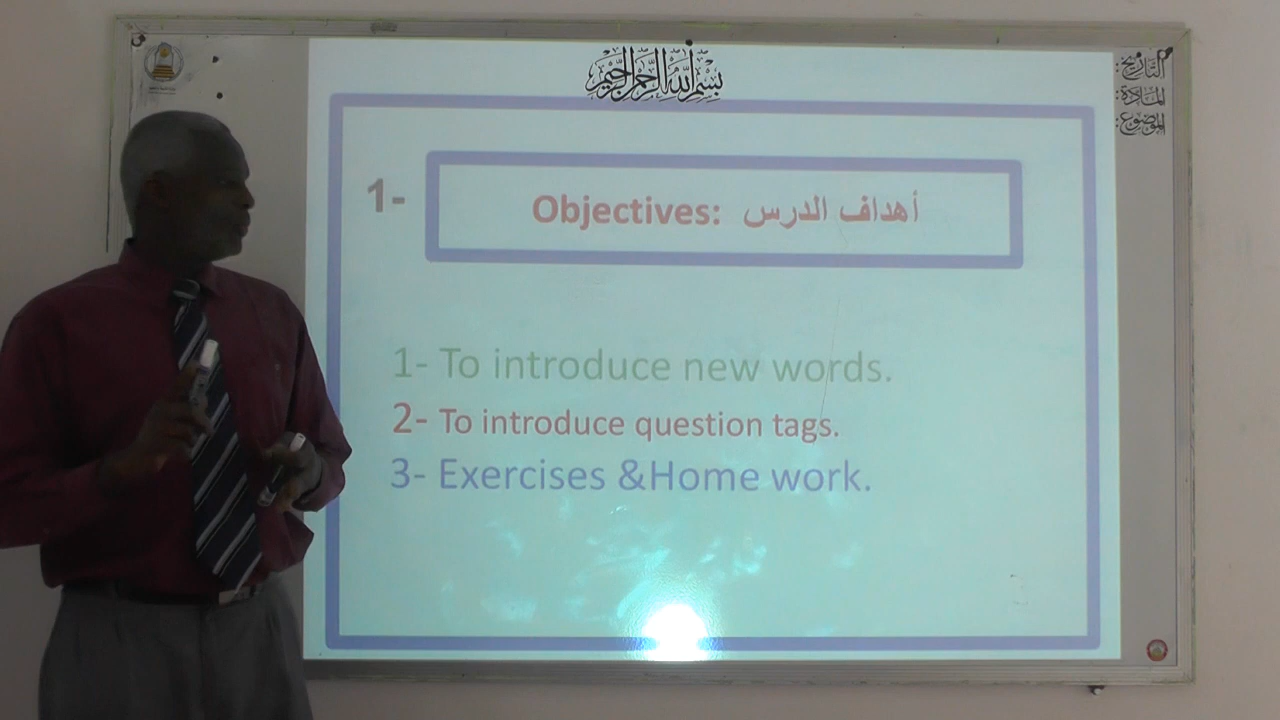 بسم الله الرحمن الرحيم
التاريخ:
المادة:
الموضوع:
1-
Objectives: أهداف الدرس
1- To introduce new words.
2- To introduce question tags.
3- Exercises &Home work.